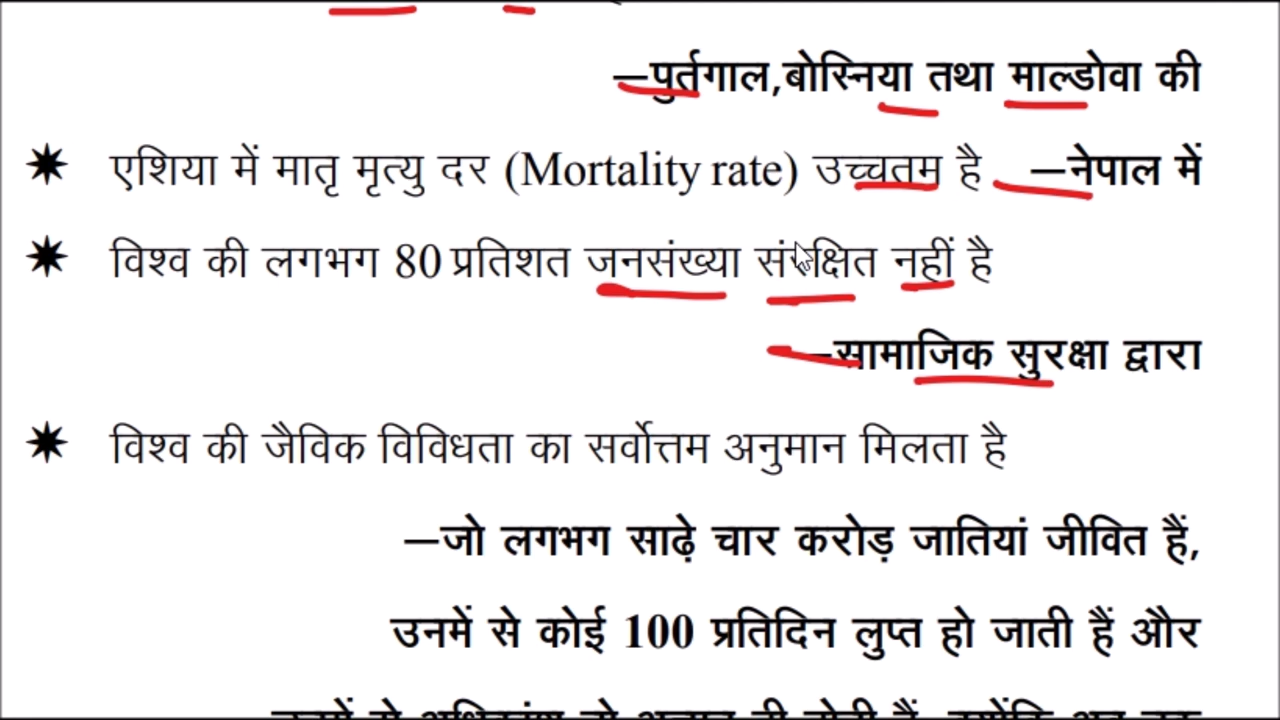 —पुर्तगाल,बोस्निया तथा माल्डोवा की
✷ एशिया में मातृ मृत्यु दर (Mortality rate) उच्चतम है —नेपाल में
✷ विश्व की लगभग 80 प्रतिशत जनसंख्या संरक्षित नहीं है
—सामाजिक सुरक्षा द्वारा
✷ विश्व की जैविक विविधता का सर्वोत्तम अनुमान मिलता है
—जो लगभग साढ़े चार करोड़ जातियां जीवित हैं,
उनमें से कोई 100 प्रतिदिन लुप्त हो जाती हैं और